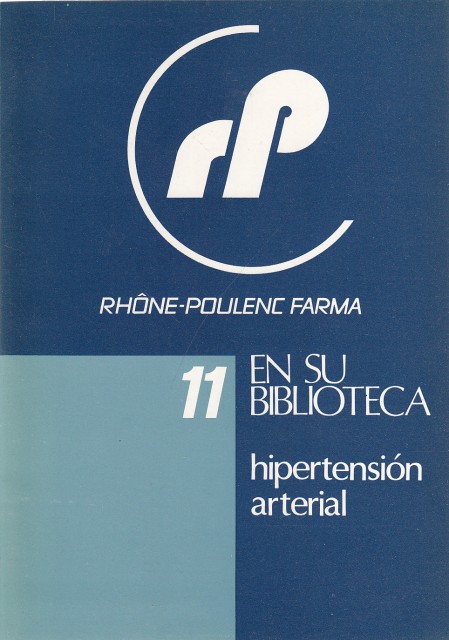 rP
RHÔNE-POULENC FARMA
11
EN SU
BIBLIOTECA
hipertensión
arterial